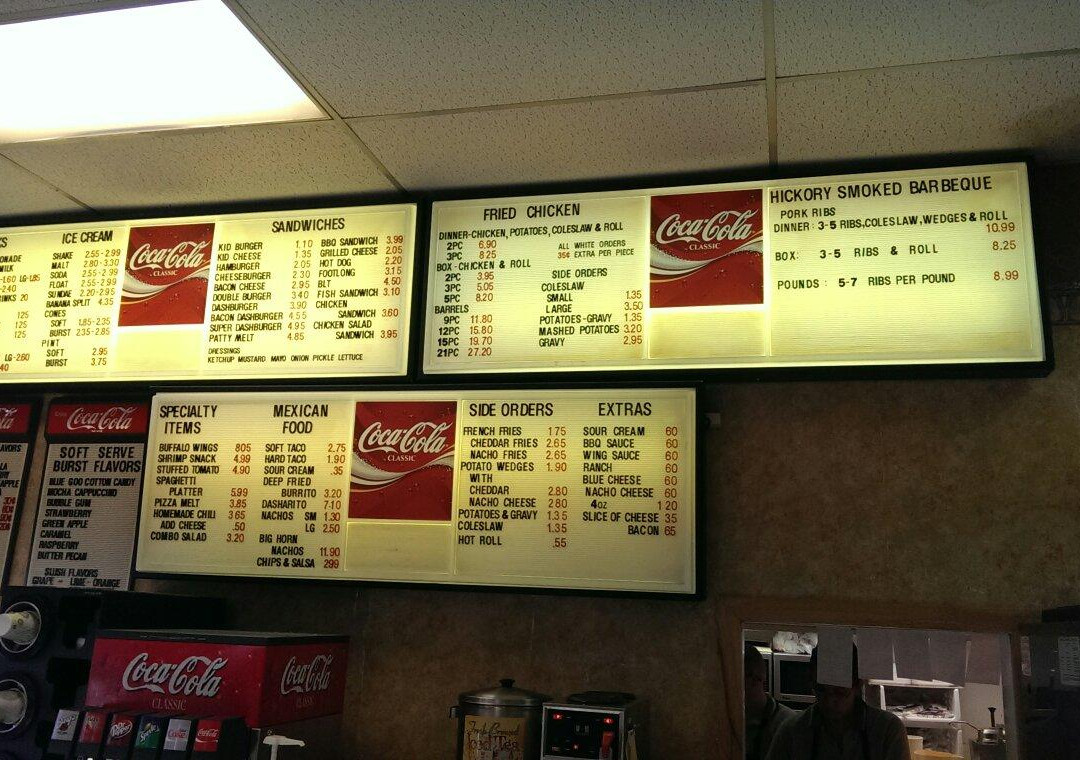 ICE CREAM
SHAKE 2.55-2.99
MALT 2.80-3.30
SODA 2.55-2.99
FLOAT 2.55-2.99
SUNDAE 2.20-2.95
BANANA SPLIT 4.35
CONES
SOFT 1.85-2.35
BURST 2.35-2.85
PINT
SOFT 2.95
BURST 3.75
Coca-Cola
CLASSIC
SANDWICHES
KID BURGER 1.10
KID CHEESE 1.35
HAMBURGER 2.05
CHEESEBURGER 2.30
BACON CHEESE 2.95
DOUBLE BURGER 3.40
DASHBURGER 3.90
BACON DASHBURGER 4.55
SUPER DASHBURGER 4.95
PATTY MELT 4.85
BBQ SANDWICH 3.99
GRILLED CHEESE 2.05
HOT DOG 2.20
FOOTLONG 3.15
BLT 4.50
FISH SANDWICH 3.10
CHICKEN
SANDWICH 3.60
CHICKEN SALAD
SANDWICH 3.95
DRESSINGS
KETCHUP MUSTARD MAYO ONION PICKLE LETTUCE
FRIED CHICKEN
DINNER-CHICKEN, POTATOES, COLESLAW & ROLL
2PC 6.90
3PC 8.25
ALL WHITE ORDERS
35¢ EXTRA PER PIECE
BOX-CHICKEN & ROLL
2PC 3.95
3PC 5.05
5PC 8.20
BARRELS
9PC 11.80
12PC 15.80
15PC 19.70
21PC 27.20
SIDE ORDERS
COLESLAW
SMALL 1.35
LARGE 3.50
POTATOES-GRAVY 1.35
MASHED POTATOES 3.20
GRAVY 2.95
Coca-Cola
CLASSIC
HICKORY SMOKED BARBEQUE
PORK RIBS
DINNER: 3-5 RIBS,COLESLAW,WEDGES & ROLL
10.99
BOX: 3-5 RIBS & ROLL 8.25
POUNDS : 5-7 RIBS PER POUND 8.99
Coca-Cola
SOFT SERVE
BURST FLAVORS
BLUE GOO COTTON CANDY
MOCHA CAPPUCCINO
BUBBLE GUM
STRAWBERRY
GREEN APPLE
CARAMEL
RASPBERRY
BUTTER PECAN
SLUSH FLAVORS
GRAPE - LIME - ORANGE
SPECIALTY
ITEMS
BUFFALO WINGS 805
SHRIMP SNACK 4.99
STUFFED TOMATO 4.90
SPAGHETTI
PLATTER 5.99
PIZZA MELT 3.85
HOMEMADE CHILI 3.65
ADD CHEESE .50
COMBO SALAD 3.20
MEXICAN
FOOD
SOFT TACO 2.75
HARD TACO 1.90
SOUR CREAM .35
DEEP FRIED
BURRITO 3.20
DASHARITO 7.10
NACHOS SM 1.30
LG 2.50
BIG HORN
NACHOS 11.90
CHIPS & SALSA 299
Coca-Cola
CLASSIC
SIDE ORDERS
FRENCH FRIES 175
CHEDDAR FRIES 2.65
NACHO FRIES 2.65
POTATO WEDGES 1.90
WITH
CHEDDAR 2.80
NACHO CHEESE 2.80
POTATOES & GRAVY 1.35
COLESLAW 1.35
HOT ROLL .55
EXTRAS
SOUR CREAM 60
BBQ SAUCE 60
WING SAUCE 60
RANCH 60
BLUE CHEESE 60
NACHO CHEESE 60
4oz 1 20
SLICE OF CHEESE 35
BACON 65
Coca-Cola
CLASSIC
Coca-Cola
CLASSIC
Dr Pepper
Sprite
Coca-Cola